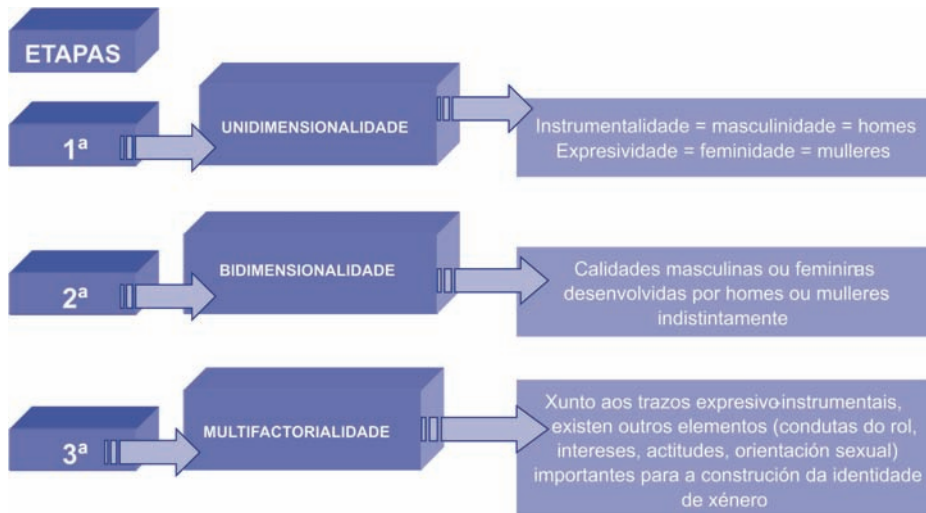 ETAPAS
1ª
UNIDIMENSIONALIDADE
Instrumentalidade = masculinidade = homes
Expresividade = feminidade = mulleres
2ª
BIDIMENSIONALIDADE
Calidades masculinas ou femininas
desenvolvidas por homes ou mulleres
indistintamente
3ª
MULTIFACTORIALIDADE
Xunto aos trazos expresivo-instrumentais,
existen outros elementos (condutas do rol,
intereses, actitudes, orientación sexual)
importantes para a construción da identidade
de xénero